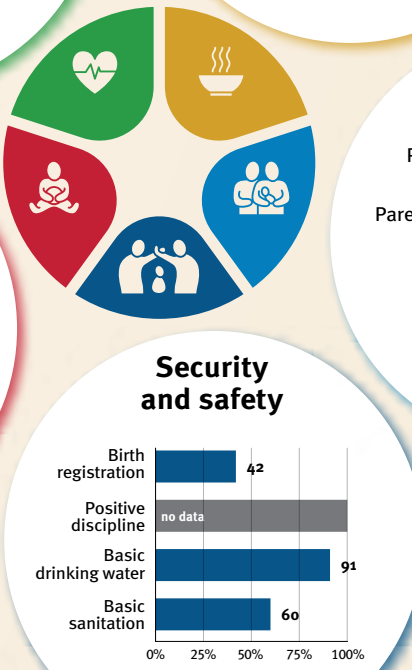 Pare
Security
and safety
Birth
registration
42
Positive
discipline
no data
Basic
drinking water
91
Basic
sanitation
60
0% 25% 50% 75% 100%